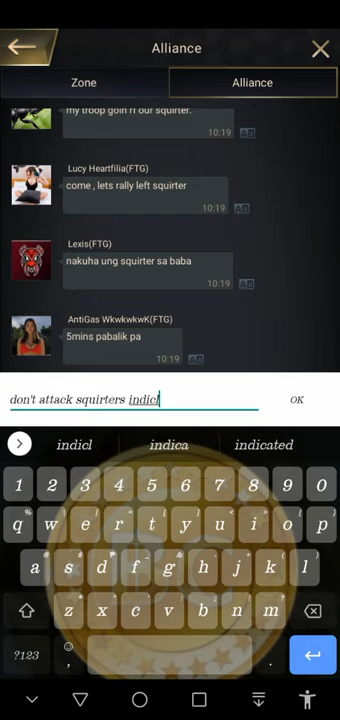 Alliance
Zone
Alliance
my troop goin rf our squirter.
10:19
Lucy Heartfilia(FTG)
come , lets rally left squirter
10:19
Lexis(FTG)
nakuha ung squirter sa baba
10:19
AntiGas WkwkwkwK(FTG)
5mins pabalik pa
10:19
don't attack squirters indicl
OK
indicl indica indicated
1 2 3 4 5 6 7 8 9 0
q w e r t y u i o p
a s d f g h j k l
z x c v b n m
?123 , .